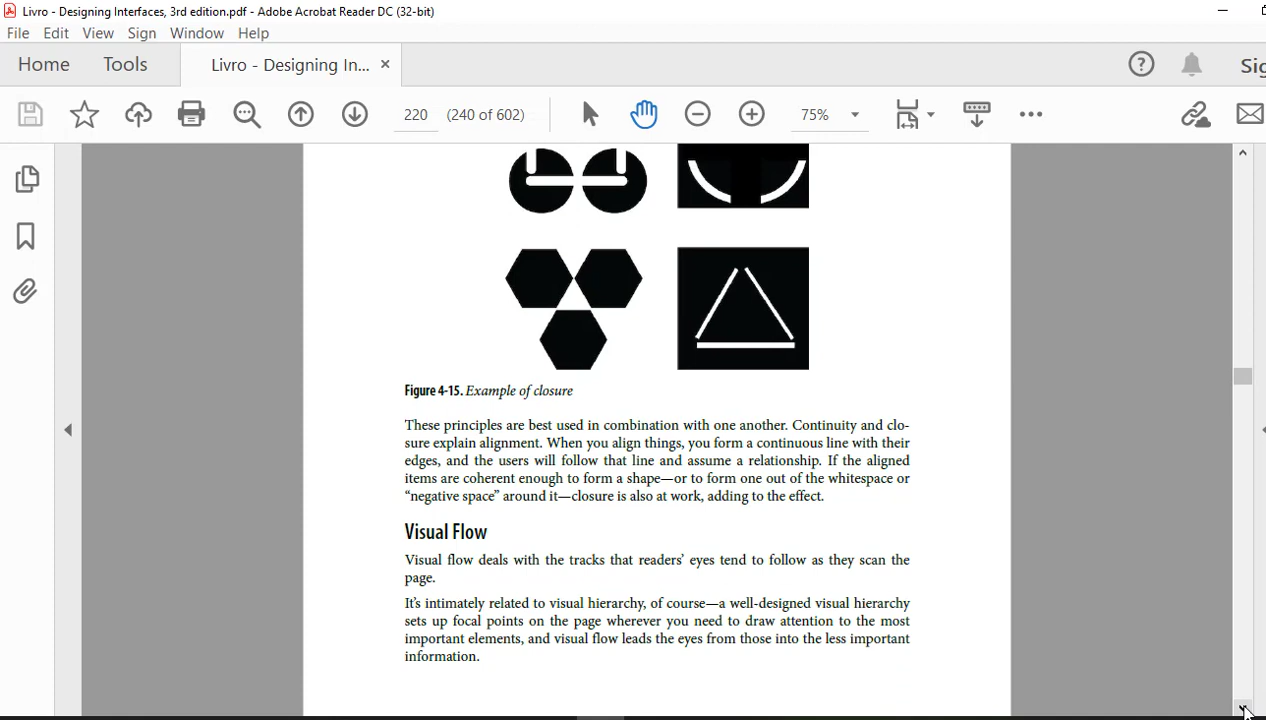 Livro - Designing Interfaces, 3rd edition.pdf - Adobe Acrobat Reader DC (32-bit)
File Edit View Sign Window Help
Home Tools Livro - Designing In... ×
220 (240 of 602) 75%
Figure 4-15. Example of closure
These principles are best used in combination with one another. Continuity and clo-
sure explain alignment. When you align things, you form a continuous line with their
edges, and the users will follow that line and assume a relationship. If the aligned
items are coherent enough to form a shape—or to form one out of the whitespace or
“negative space” around it—closure is also at work, adding to the effect.
Visual Flow
Visual flow deals with the tracks that readers’ eyes tend to follow as they scan the
page.
It’s intimately related to visual hierarchy, of course—a well-designed visual hierarchy
sets up focal points on the page wherever you need to draw attention to the most
important elements, and visual flow leads the eyes from those into the less important
information.